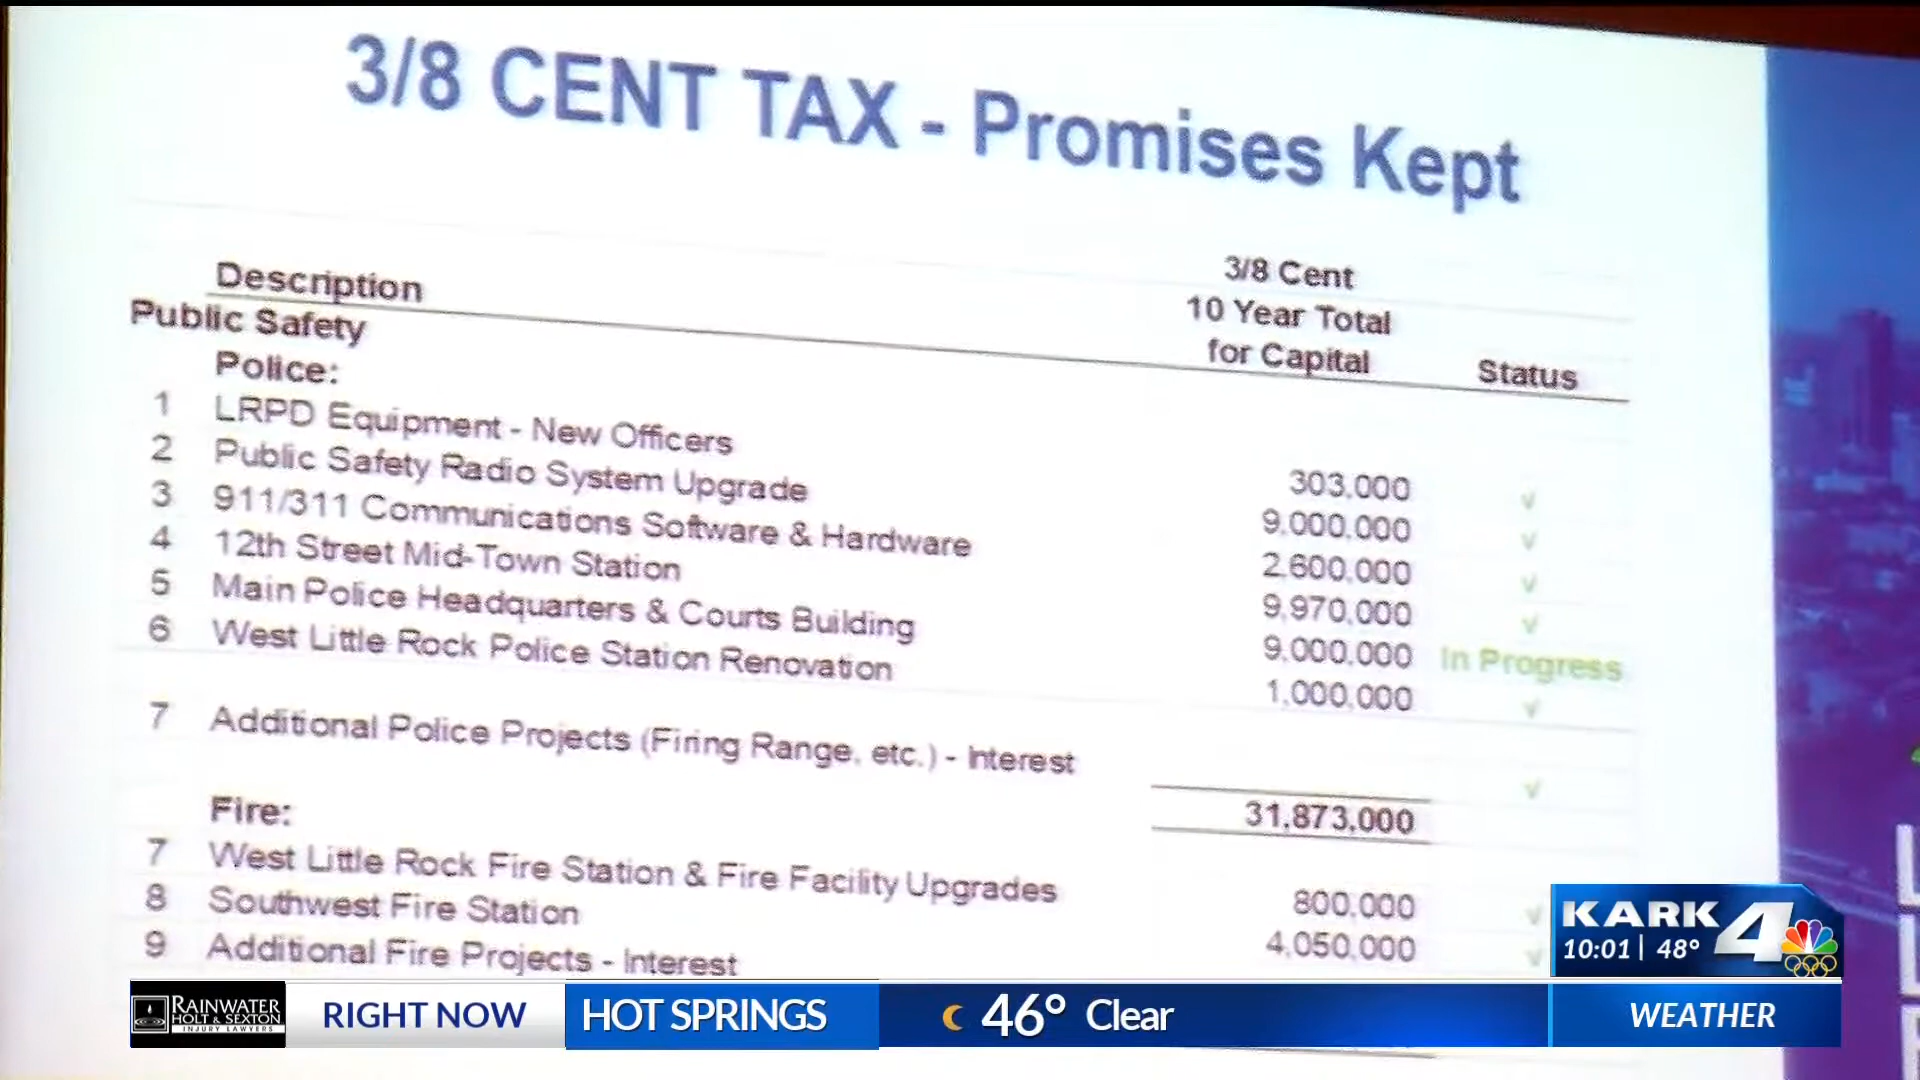 3/8 CENT TAX - Promises Kept
Description
3/8 Cent
10 Year Total
for Capital
Status
Public Safety
Police:
1 LRPD Equipment - New Officers 303,000 √
2 Public Safety Radio System Upgrade 9,000,000 √
3 911/311 Communications Software & Hardware 2,600,000 √
4 12th Street Mid-Town Station 9,970,000 √
5 Main Police Headquarters & Courts Building 9,000,000 In Progress
6 West Little Rock Police Station Renovation 1,000,000 √
7 Additional Police Projects (Firing Range, etc.) - Interest √
31,873,000
Fire:
7 West Little Rock Fire Station & Fire Facility Upgrades 800,000 √
8 Southwest Fire Station 4,050,000 √
9 Additional Fire Projects - Interest
KARK 4
10:01 | 48°
RAINWATER
HOLT & SEXTON
INJURY LAWYERS
RIGHT NOW
HOT SPRINGS
46° Clear
WEATHER